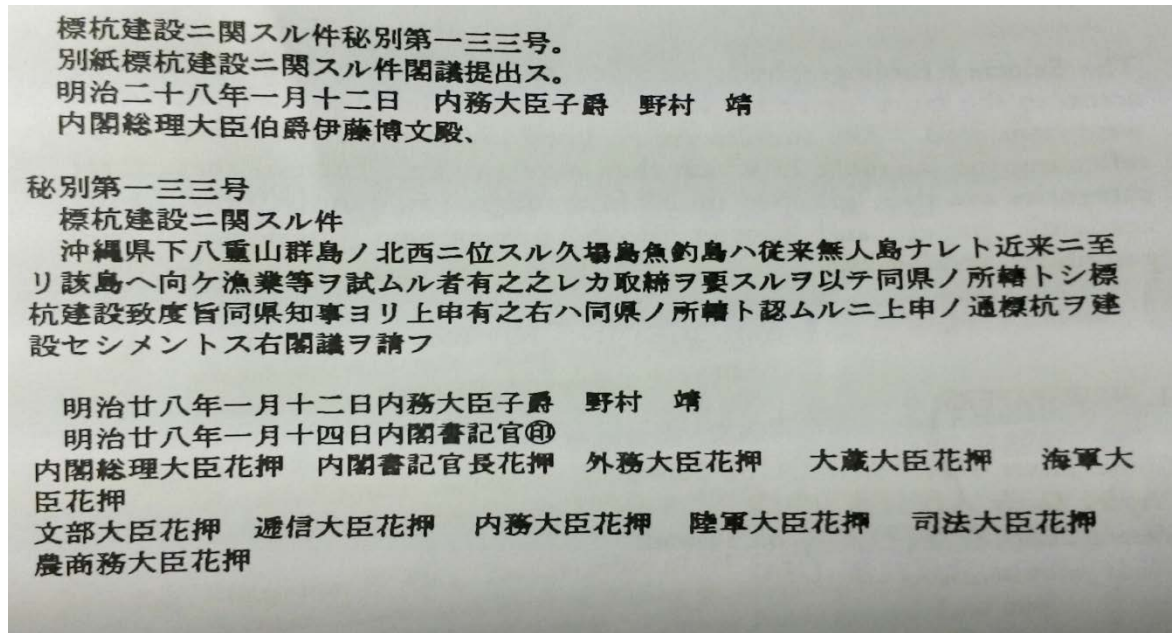 標杭建設ニ関スル件秘別第一三三号。
別紙標杭建設ニ関スル件閣議提出ス。
明治二十八年一月十二日　内務大臣子爵　野村　靖
内閣総理大臣伯爵伊藤博文殿、
秘別第一三三号
標杭建設ニ関スル件
沖縄県下八重山群島ノ北西ニ位スル久場島魚釣島ハ従来無人島ナレト近来ニ至
リ該島ヘ向ケ漁業等ヲ試ムル者有之之レカ取締ヲ要スルヲ以テ同県ノ所轄トシ標
杭建設致度旨同県知事ヨリ上申有之右ハ同県ノ所轄ト認ムルニ上申ノ通標杭ヲ建
設セシメントス右閣議ヲ請フ
明治廿八年一月十二日内務大臣子爵　野村　靖
明治廿八年一月十四日内閣書記官㊞
内閣総理大臣花押　内閣書記官長花押　外務大臣花押　大蔵大臣花押　海軍大
臣花押
文部大臣花押　逓信大臣花押　内務大臣花押　陸軍大臣花押　司法大臣花押
農商務大臣花押